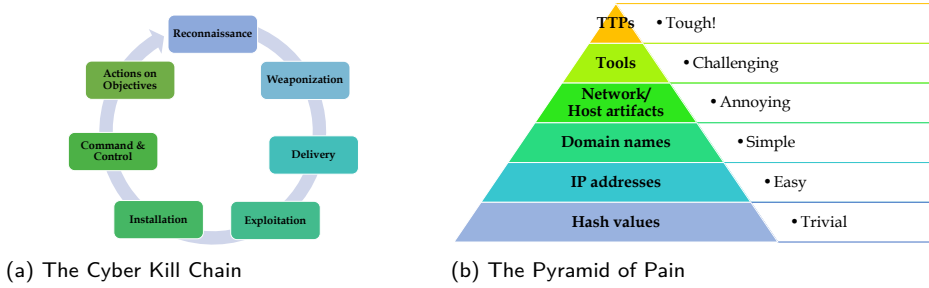 Reconnaissance
Weaponization
Delivery
Exploitation
Installation
Command &
Control
Actions on
Objectives
(a) The Cyber Kill Chain
TTPs
• Tough!
Tools
• Challenging
Network/
Host artifacts
• Annoying
Domain names
• Simple
IP addresses
• Easy
Hash values
• Trivial
(b) The Pyramid of Pain